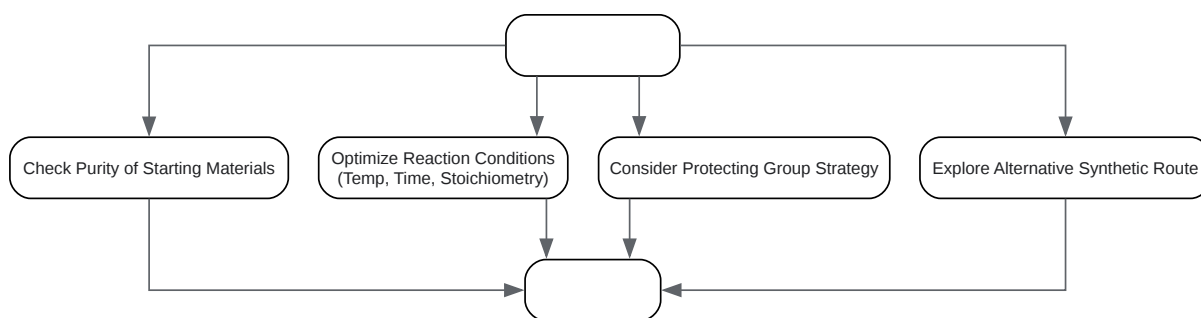 Check Purity of Starting Materials
Optimize Reaction Conditions
(Temp, Time, Stoichiometry)
Consider Protecting Group Strategy
Explore Alternative Synthetic Route